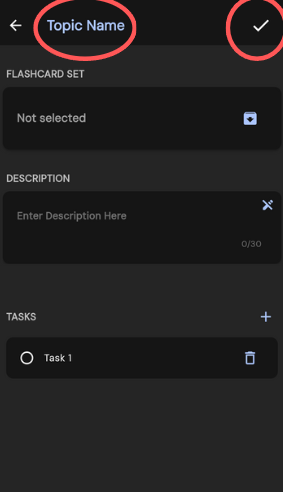 Topic Name
FLASHCARD SET
Not selected
DESCRIPTION
Enter Description Here
0/30
TASKS
Task 1